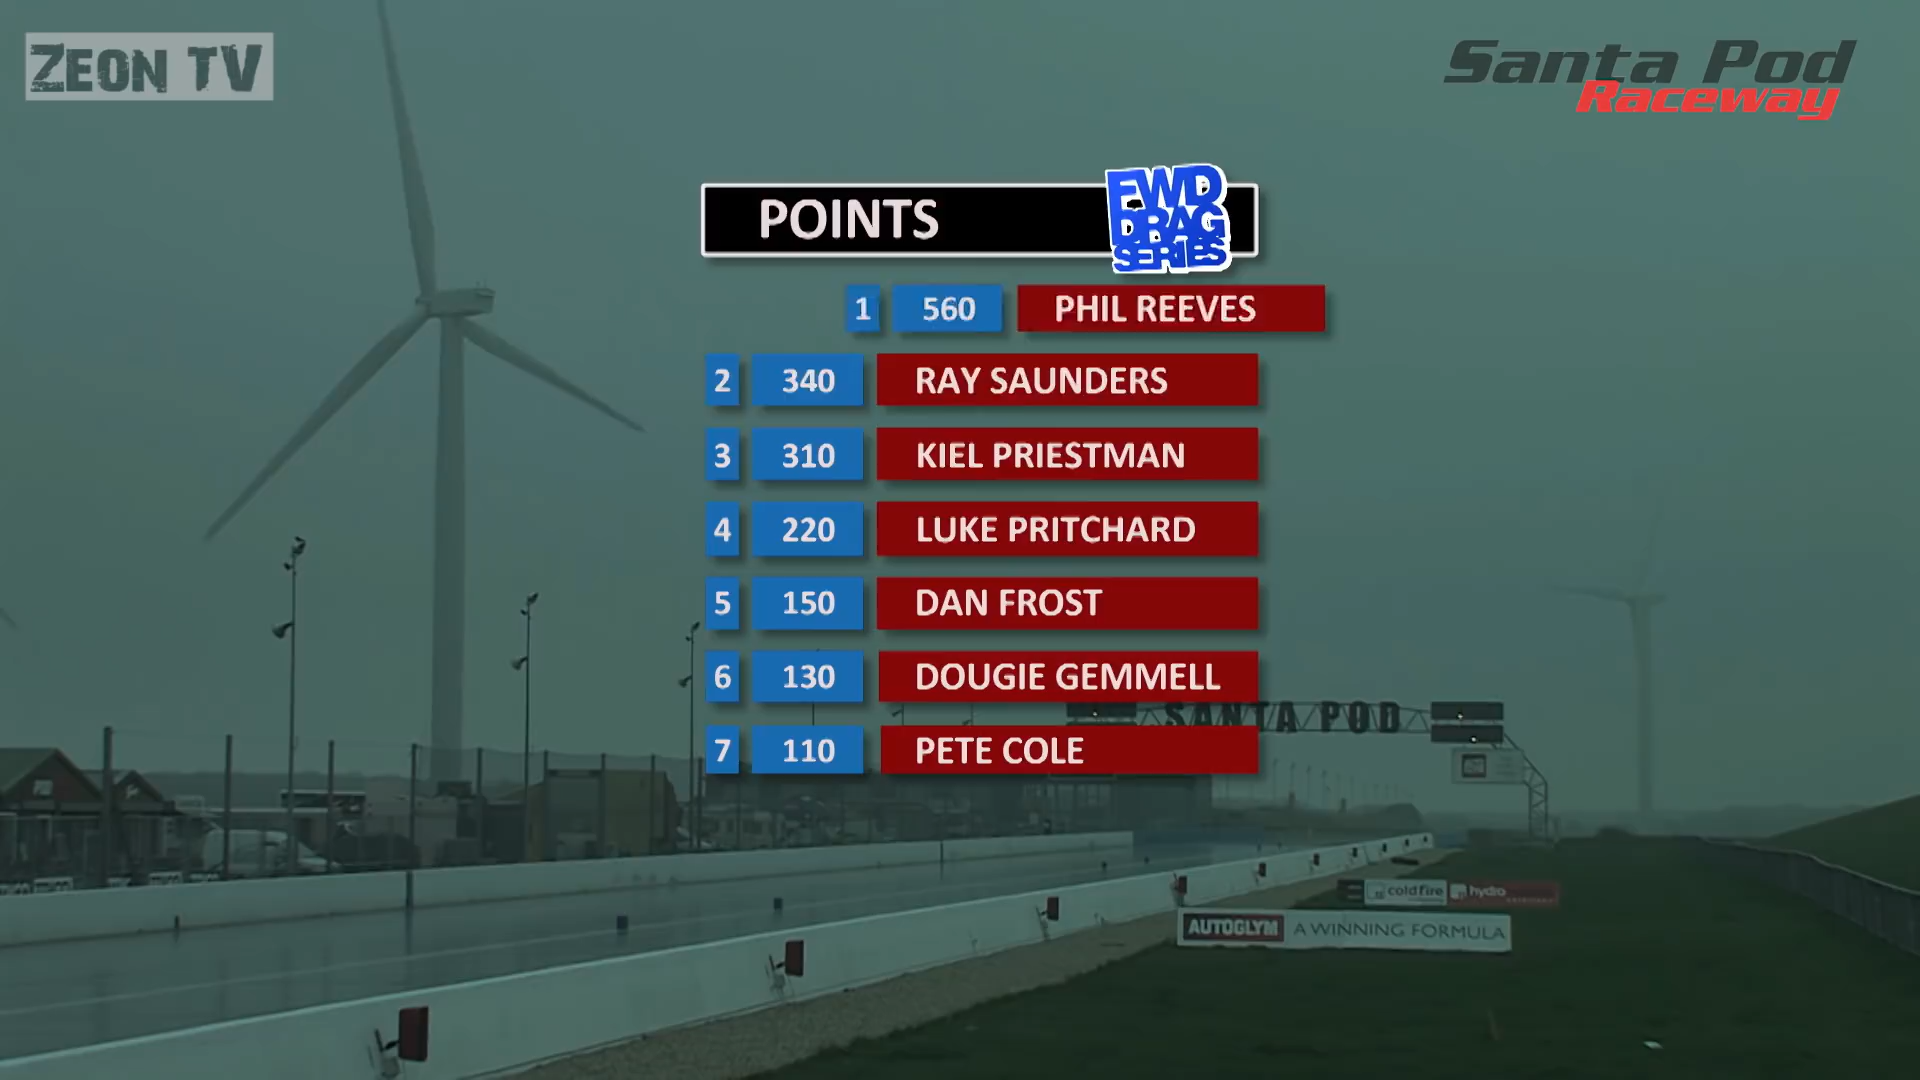 ZEON TV
Santa Pod
Raceway
POINTS
FWD
DRAG
SERIES
1 560 PHIL REEVES
2 340 RAY SAUNDERS
3 310 KIEL PRIESTMAN
4 220 LUKE PRITCHARD
5 150 DAN FROST
6 130 DOUGIE GEMMELL
7 110 PETE COLE
SANTA POD
coldfire hydro
AUTOGLYM A WINNING FORMULA